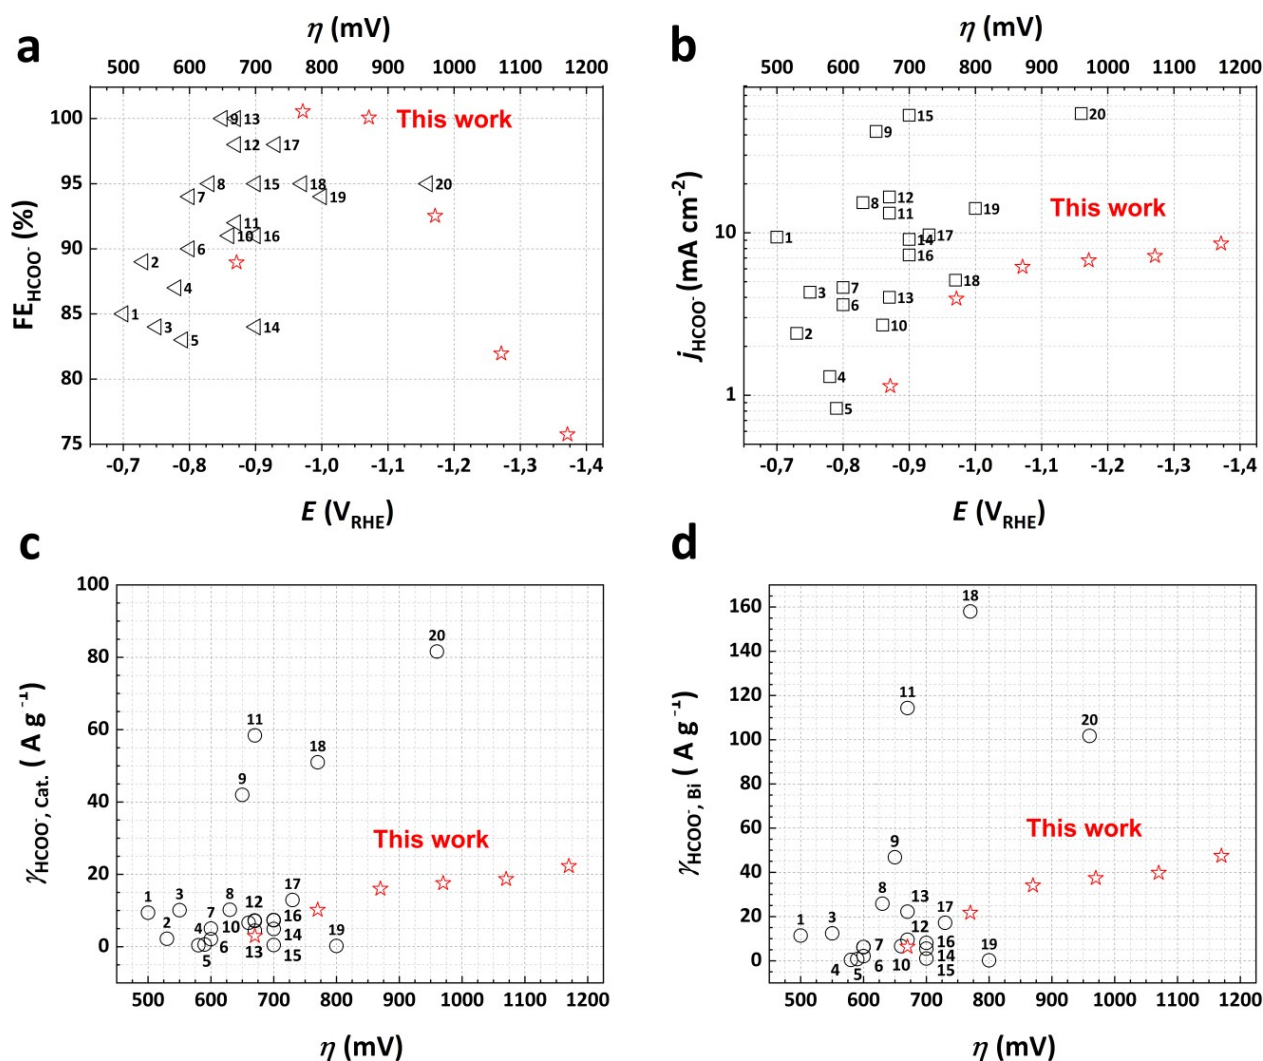 a
η (mV)
500 600 700 800 900 1000 1100 1200
FE_HCOO⁻ (%)
100
95
90
85
80
75
9 13
This work
12 17
8 15 18 20
7 19
11
10 16
6
2
4
1
3 14
5
-0,7 -0,8 -0,9 -1,0 -1,1 -1,2 -1,3 -1,4
E (V_RHE)
b
η (mV)
500 600 700 800 900 1000 1100 1200
j_HCOO⁻ (mA cm⁻²)
10
1
15 20
9
12
8
11 19
This work
1 14 17
16
18
3 7
6 13
10
2
4
5
-0,7 -0,8 -0,9 -1,0 -1,1 -1,2 -1,3 -1,4
E (V_RHE)
c
γ_HCOO⁻, Cat. ( A g⁻¹)
100
80
60
40
20
0
20
11
18
9
This work
1 3 8 12 17
2 4 7 10 16
5 6 13 14 19
15
500 600 700 800 900 1000 1100 1200
η (mV)
d
γ_HCOO⁻, Bi ( A g⁻¹)
160
140
120
100
80
60
40
20
0
18
11
20
9
This work
8 13
1 3 17
7 12 16
4 5 6 10 14 19
15
500 600 700 800 900 1000 1100 1200
η (mV)